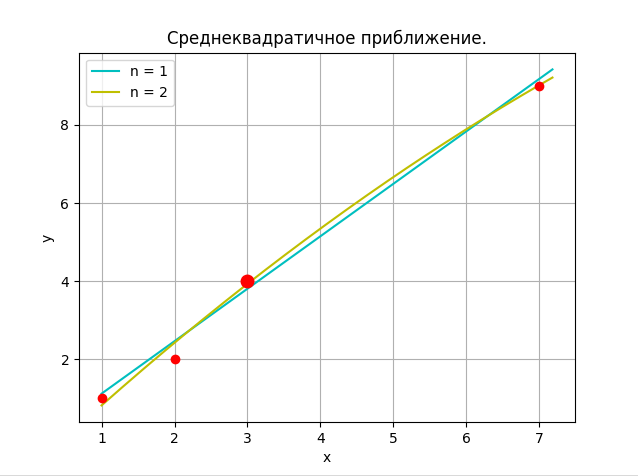 Среднеквадратичное приближение.
n = 1
n = 2
8
6
4
2
y
1 2 3 4 5 6 7
x